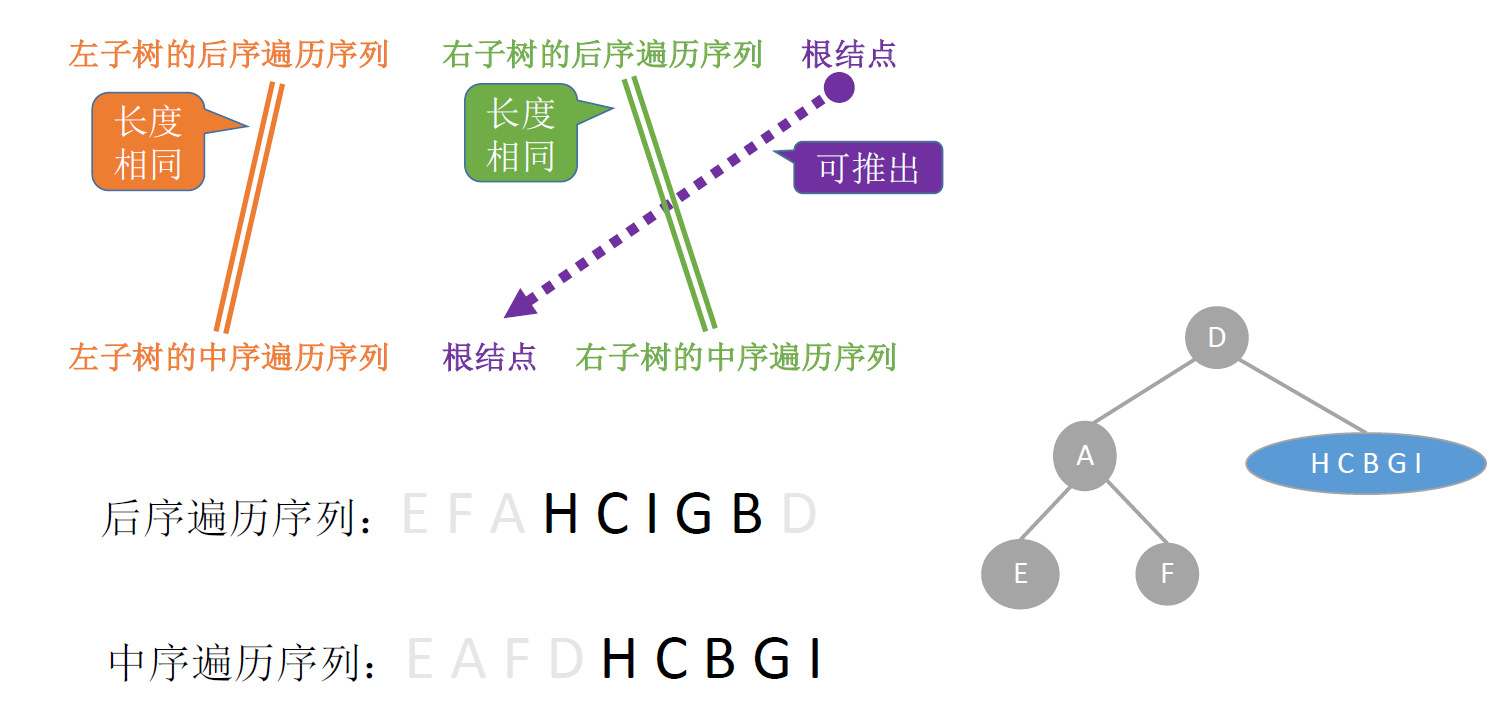 左子树的后序遍历序列 右子树的后序遍历序列 根结点
长度
相同
长度
相同
可推出
左子树的中序遍历序列 根结点 右子树的中序遍历序列
D
A
H C B G I
E F
后序遍历序列：E F A H C I G B D
中序遍历序列：E A F D H C B G I